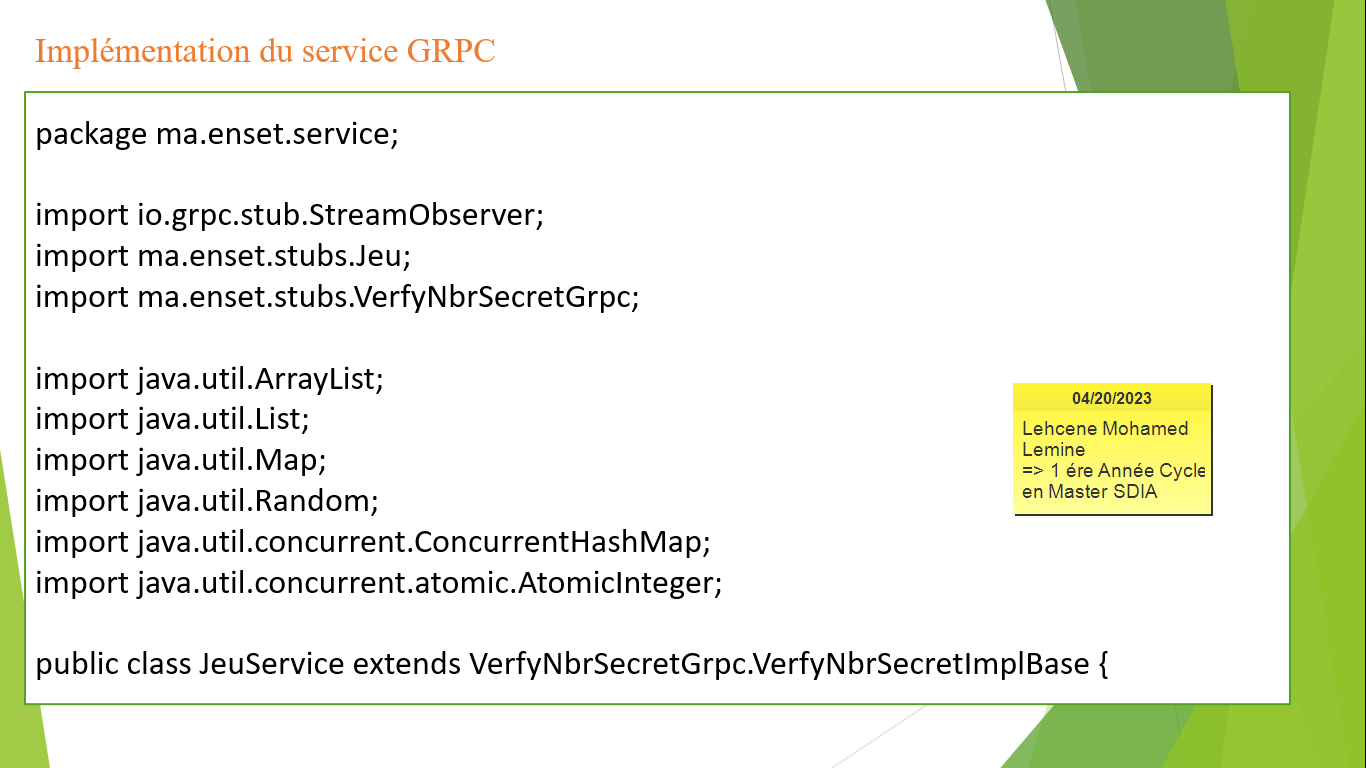 Implémentation du service GRPC
package ma.enset.service;
import io.grpc.stub.StreamObserver;
import ma.enset.stubs.Jeu;
import ma.enset.stubs.VerfyNbrSecretGrpc;
import java.util.ArrayList;
import java.util.List;
import java.util.Map;
import java.util.Random;
import java.util.concurrent.ConcurrentHashMap;
import java.util.concurrent.atomic.AtomicInteger;
public class JeuService extends VerfyNbrSecretGrpc.VerfyNbrSecretImplBase {
04/20/2023
Lehcene Mohamed
Lemine
=> 1 ére Année Cycle
en Master SDIA